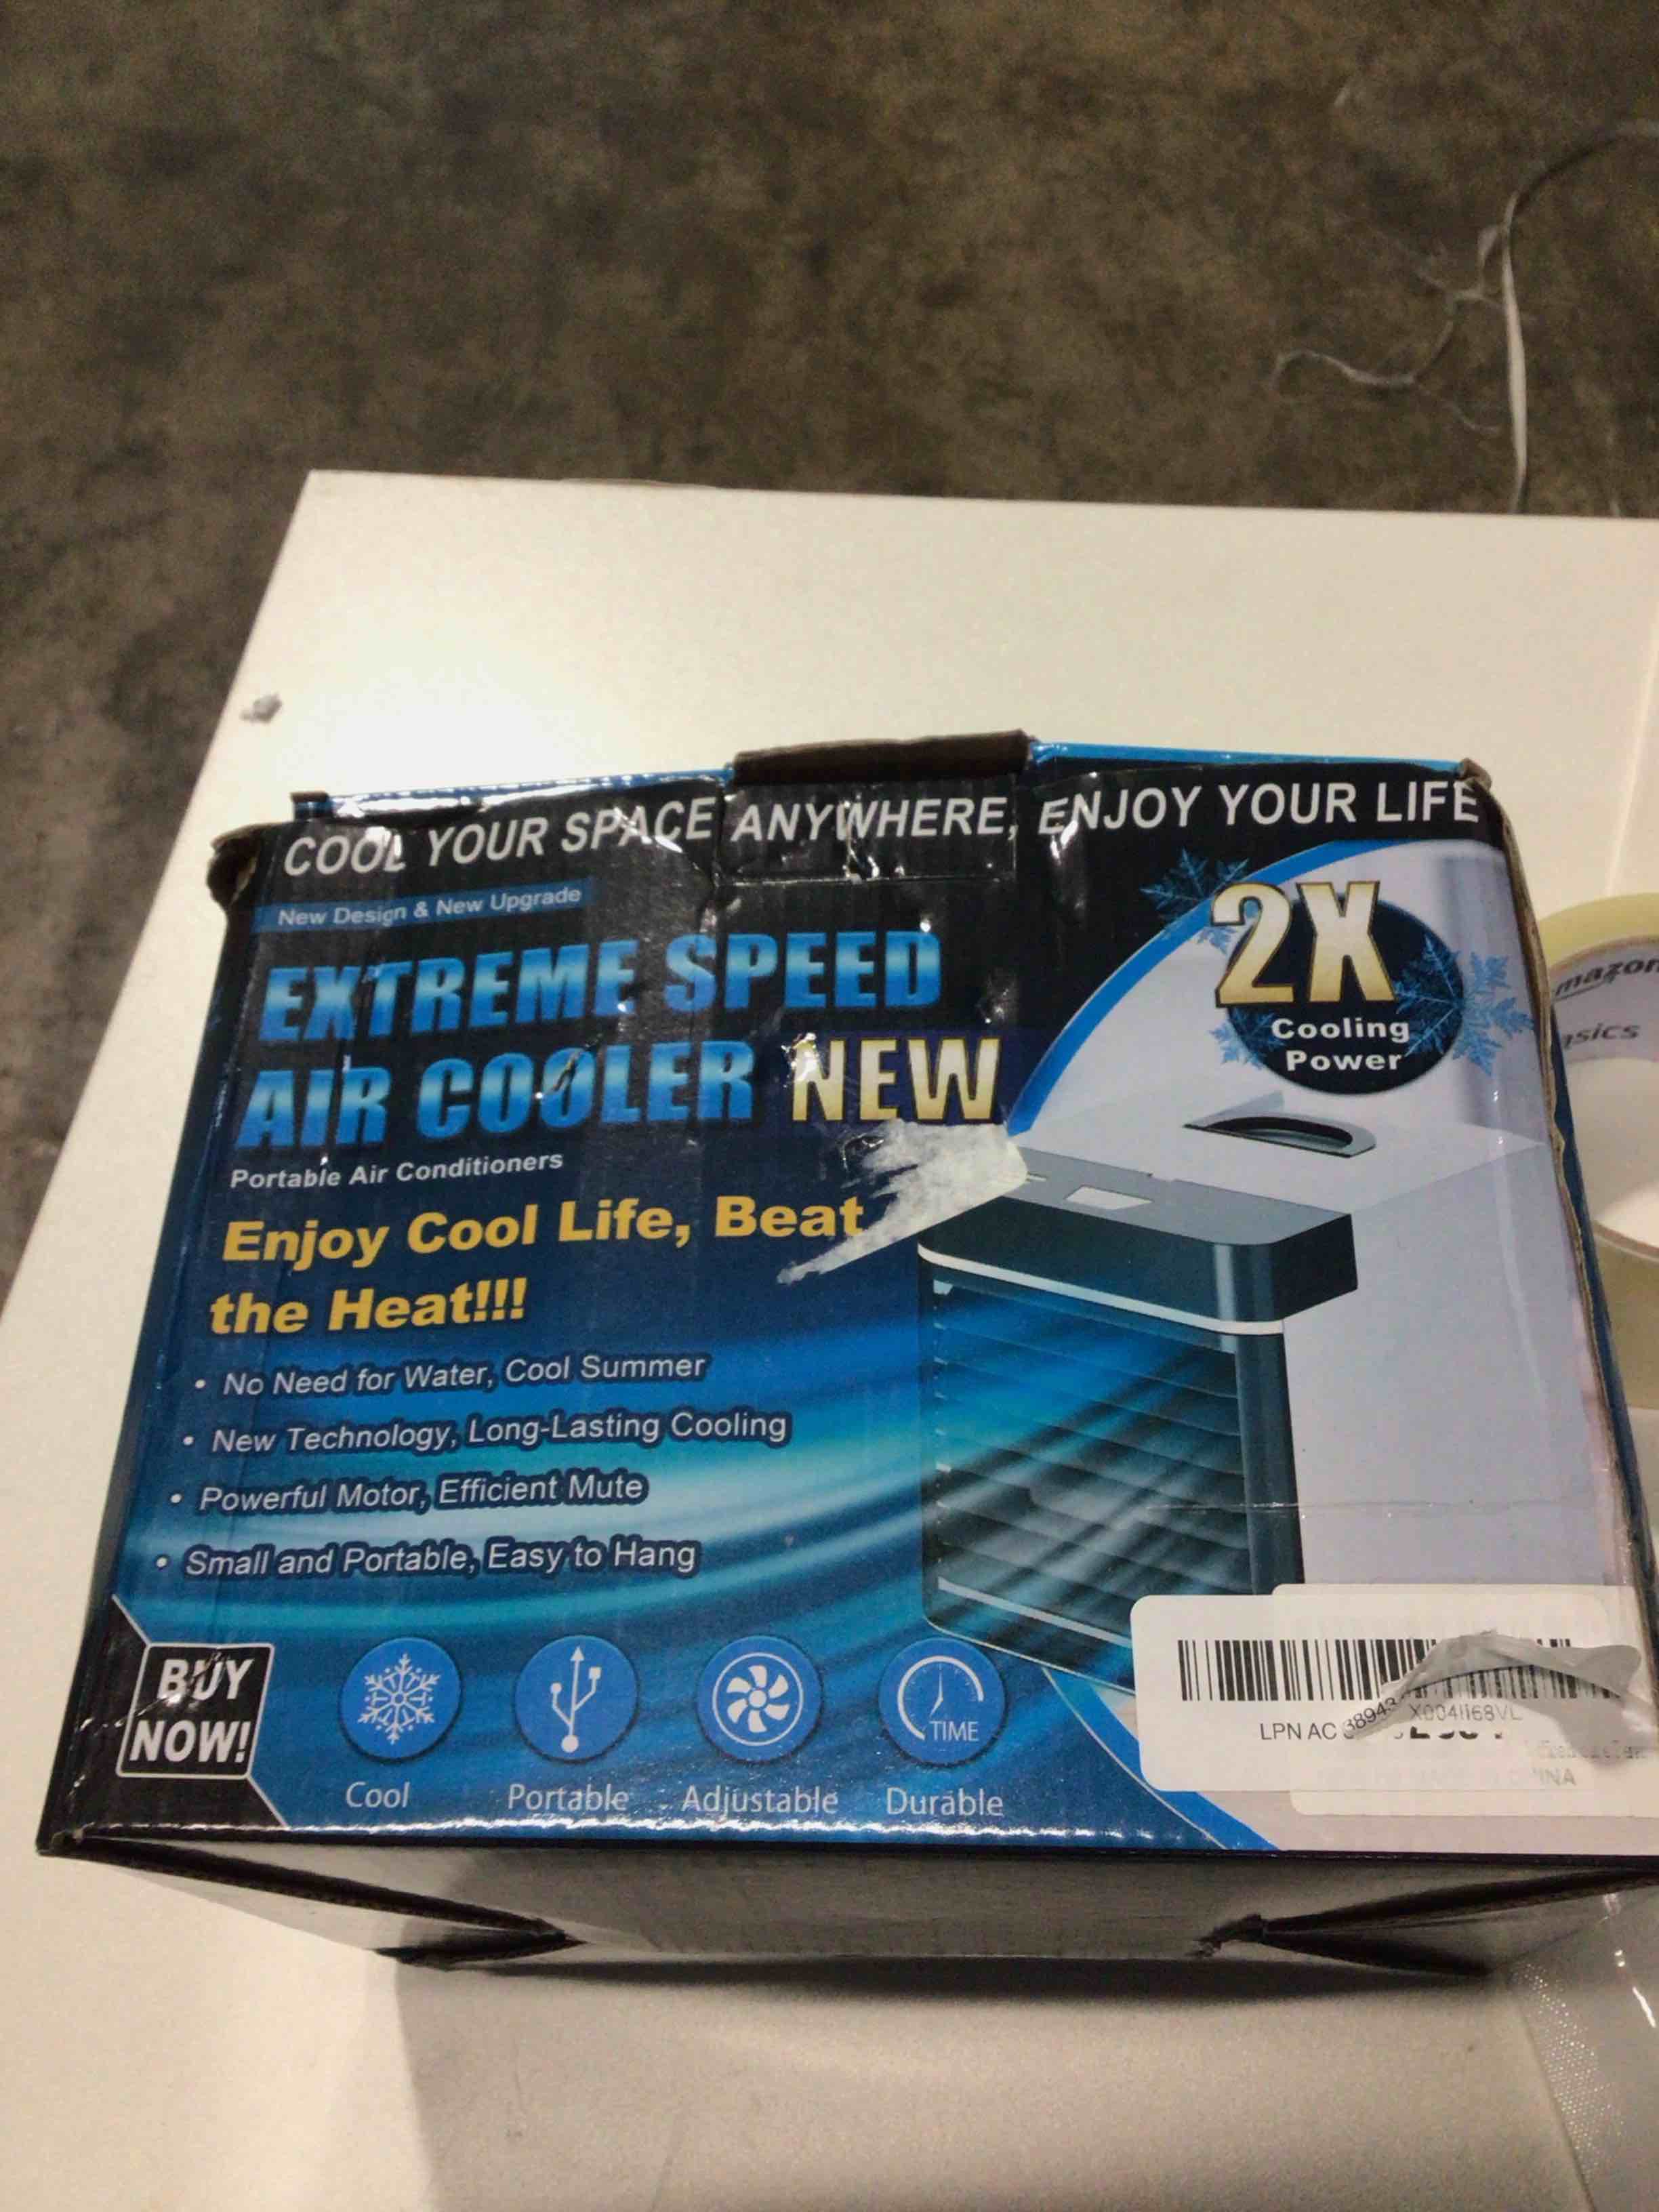 COOL YOUR SPACE ANYWHERE, ENJOY YOUR LIFE
New Design & New Upgrade
EXTREME SPEED
AIR COOLER NEW
Portable Air Conditioners
2X
Cooling
Power
Enjoy Cool Life, Beat
the Heat!!!
• No Need for Water, Cool Summer
• New Technology, Long-Lasting Cooling
• Powerful Motor, Efficient Mute
• Small and Portable, Easy to Hang
BUY
NOW!
TIME
Cool Portable Adjustable Durable
X004II68VL
LPN AC